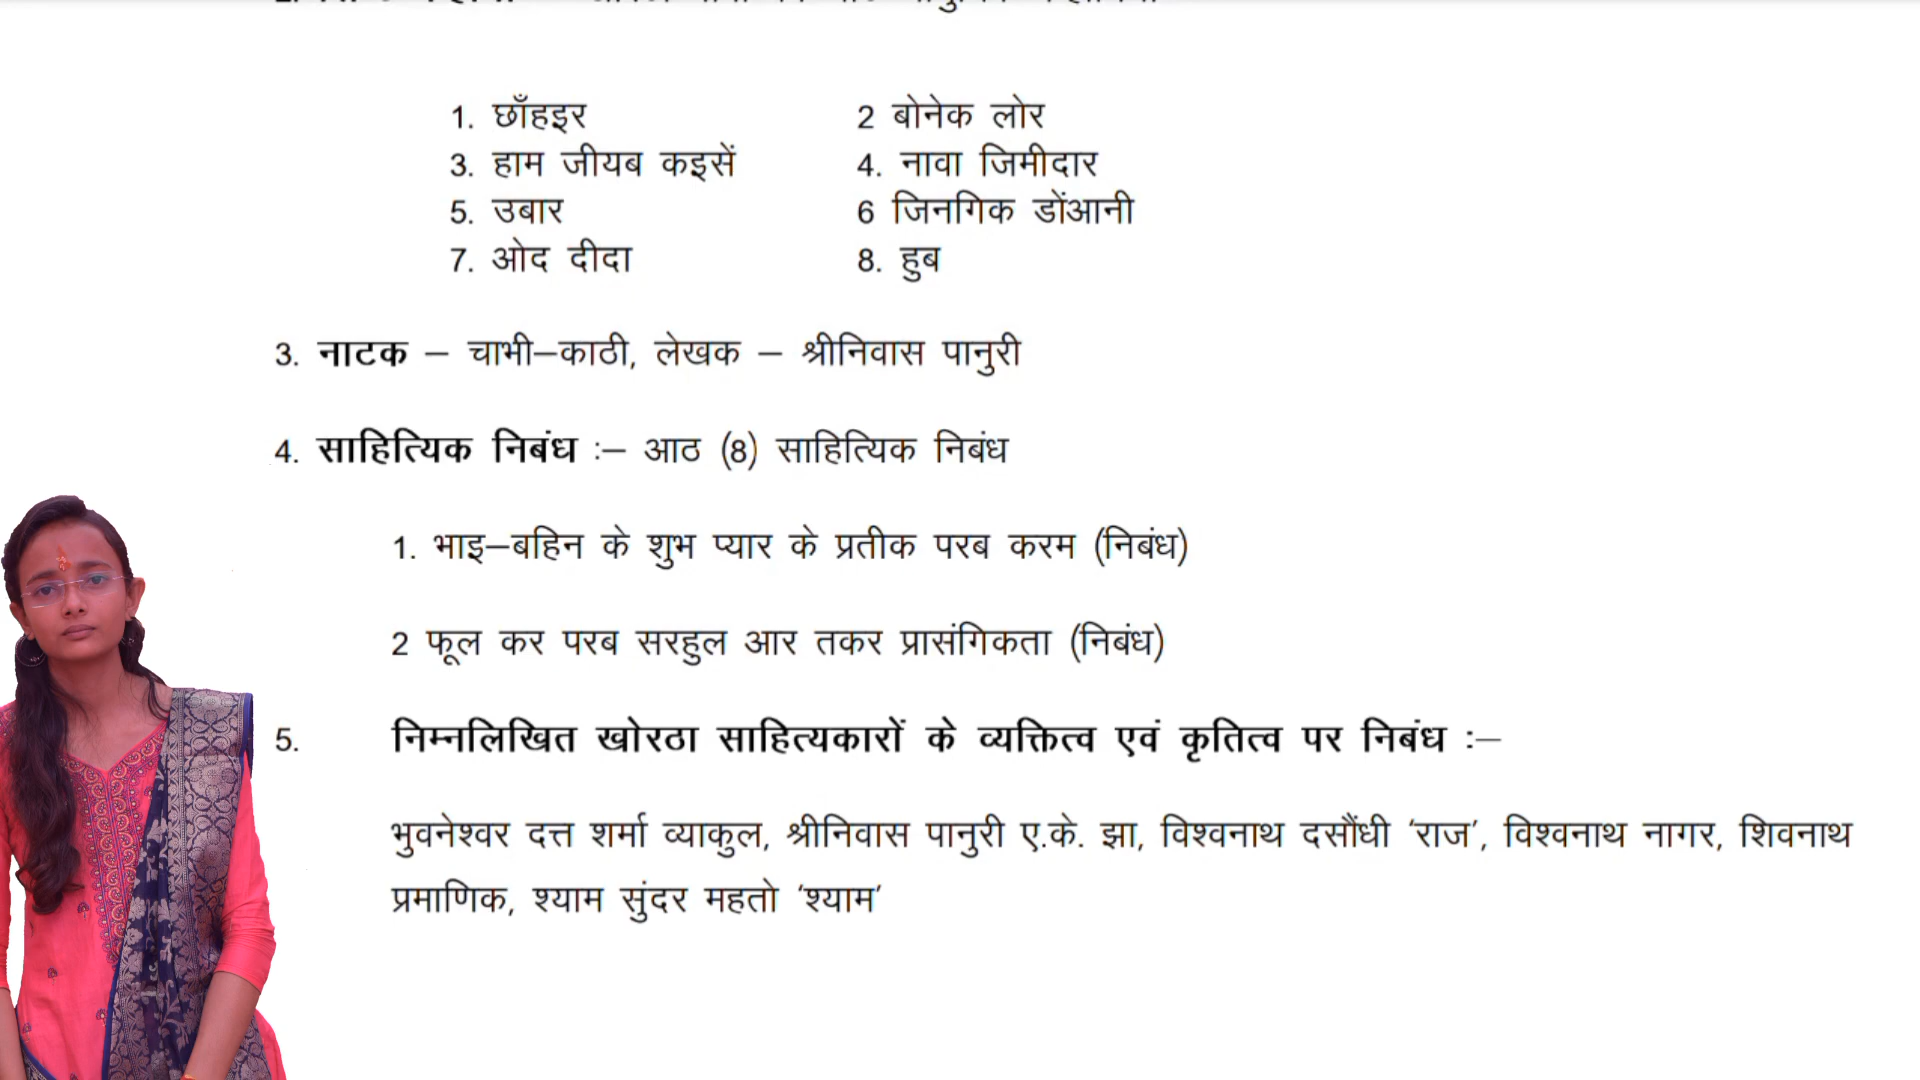 1. छाँहइर 2 बोनेक लोर
3. हाम जीयब कइसें 4. नावा जिमीदार
5. उबार 6 जिनगिक डोंआनी
7. ओद दीदा 8. हुब
3. नाटक – चाभी–काठी, लेखक – श्रीनिवास पानुरी
4. साहित्यिक निबंध :– आठ (8) साहित्यिक निबंध
1. भाइ–बहिन के शुभ प्यार के प्रतीक परब करम (निबंध)
2 फूल कर परब सरहुल आर तकर प्रासंगिकता (निबंध)
5. निम्नलिखित खोरठा साहित्यकारों के व्यक्तित्व एवं कृतित्व पर निबंध :–
भुवनेश्वर दत्त शर्मा व्याकुल, श्रीनिवास पानुरी ए.के. झा, विश्वनाथ दसौंधी ‘राज’, विश्वनाथ नागर, शिवनाथ
प्रमाणिक, श्याम सुंदर महतो ‘श्याम’